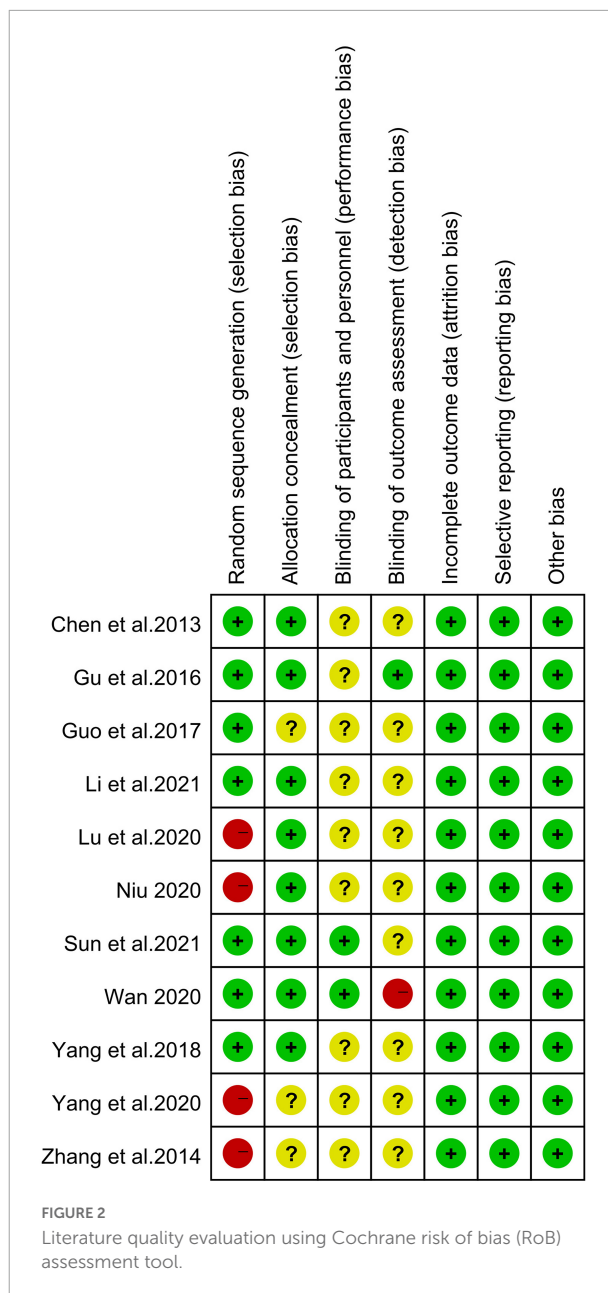 Random sequence generation (selection bias)
Allocation concealment (selection bias)
Blinding of participants and personnel (performance bias)
Blinding of outcome assessment (detection bias)
Incomplete outcome data (attrition bias)
Selective reporting (reporting bias)
Other bias
Chen et al.2013 + + ? ? + + +
Gu et al.2016 + + ? + + + +
Guo et al.2017 + ? ? ? + + +
Li et al.2021 + + ? ? + + +
Lu et al.2020 − + ? ? + + +
Niu 2020 − + ? ? + + +
Sun et al.2021 + + + ? + + +
Wan 2020 + + + − + + +
Yang et al.2018 + + ? ? + + +
Yang et al.2020 − ? ? ? + + +
Zhang et al.2014 − ? ? ? + + +
FIGURE 2
Literature quality evaluation using Cochrane risk of bias (RoB)
assessment tool.